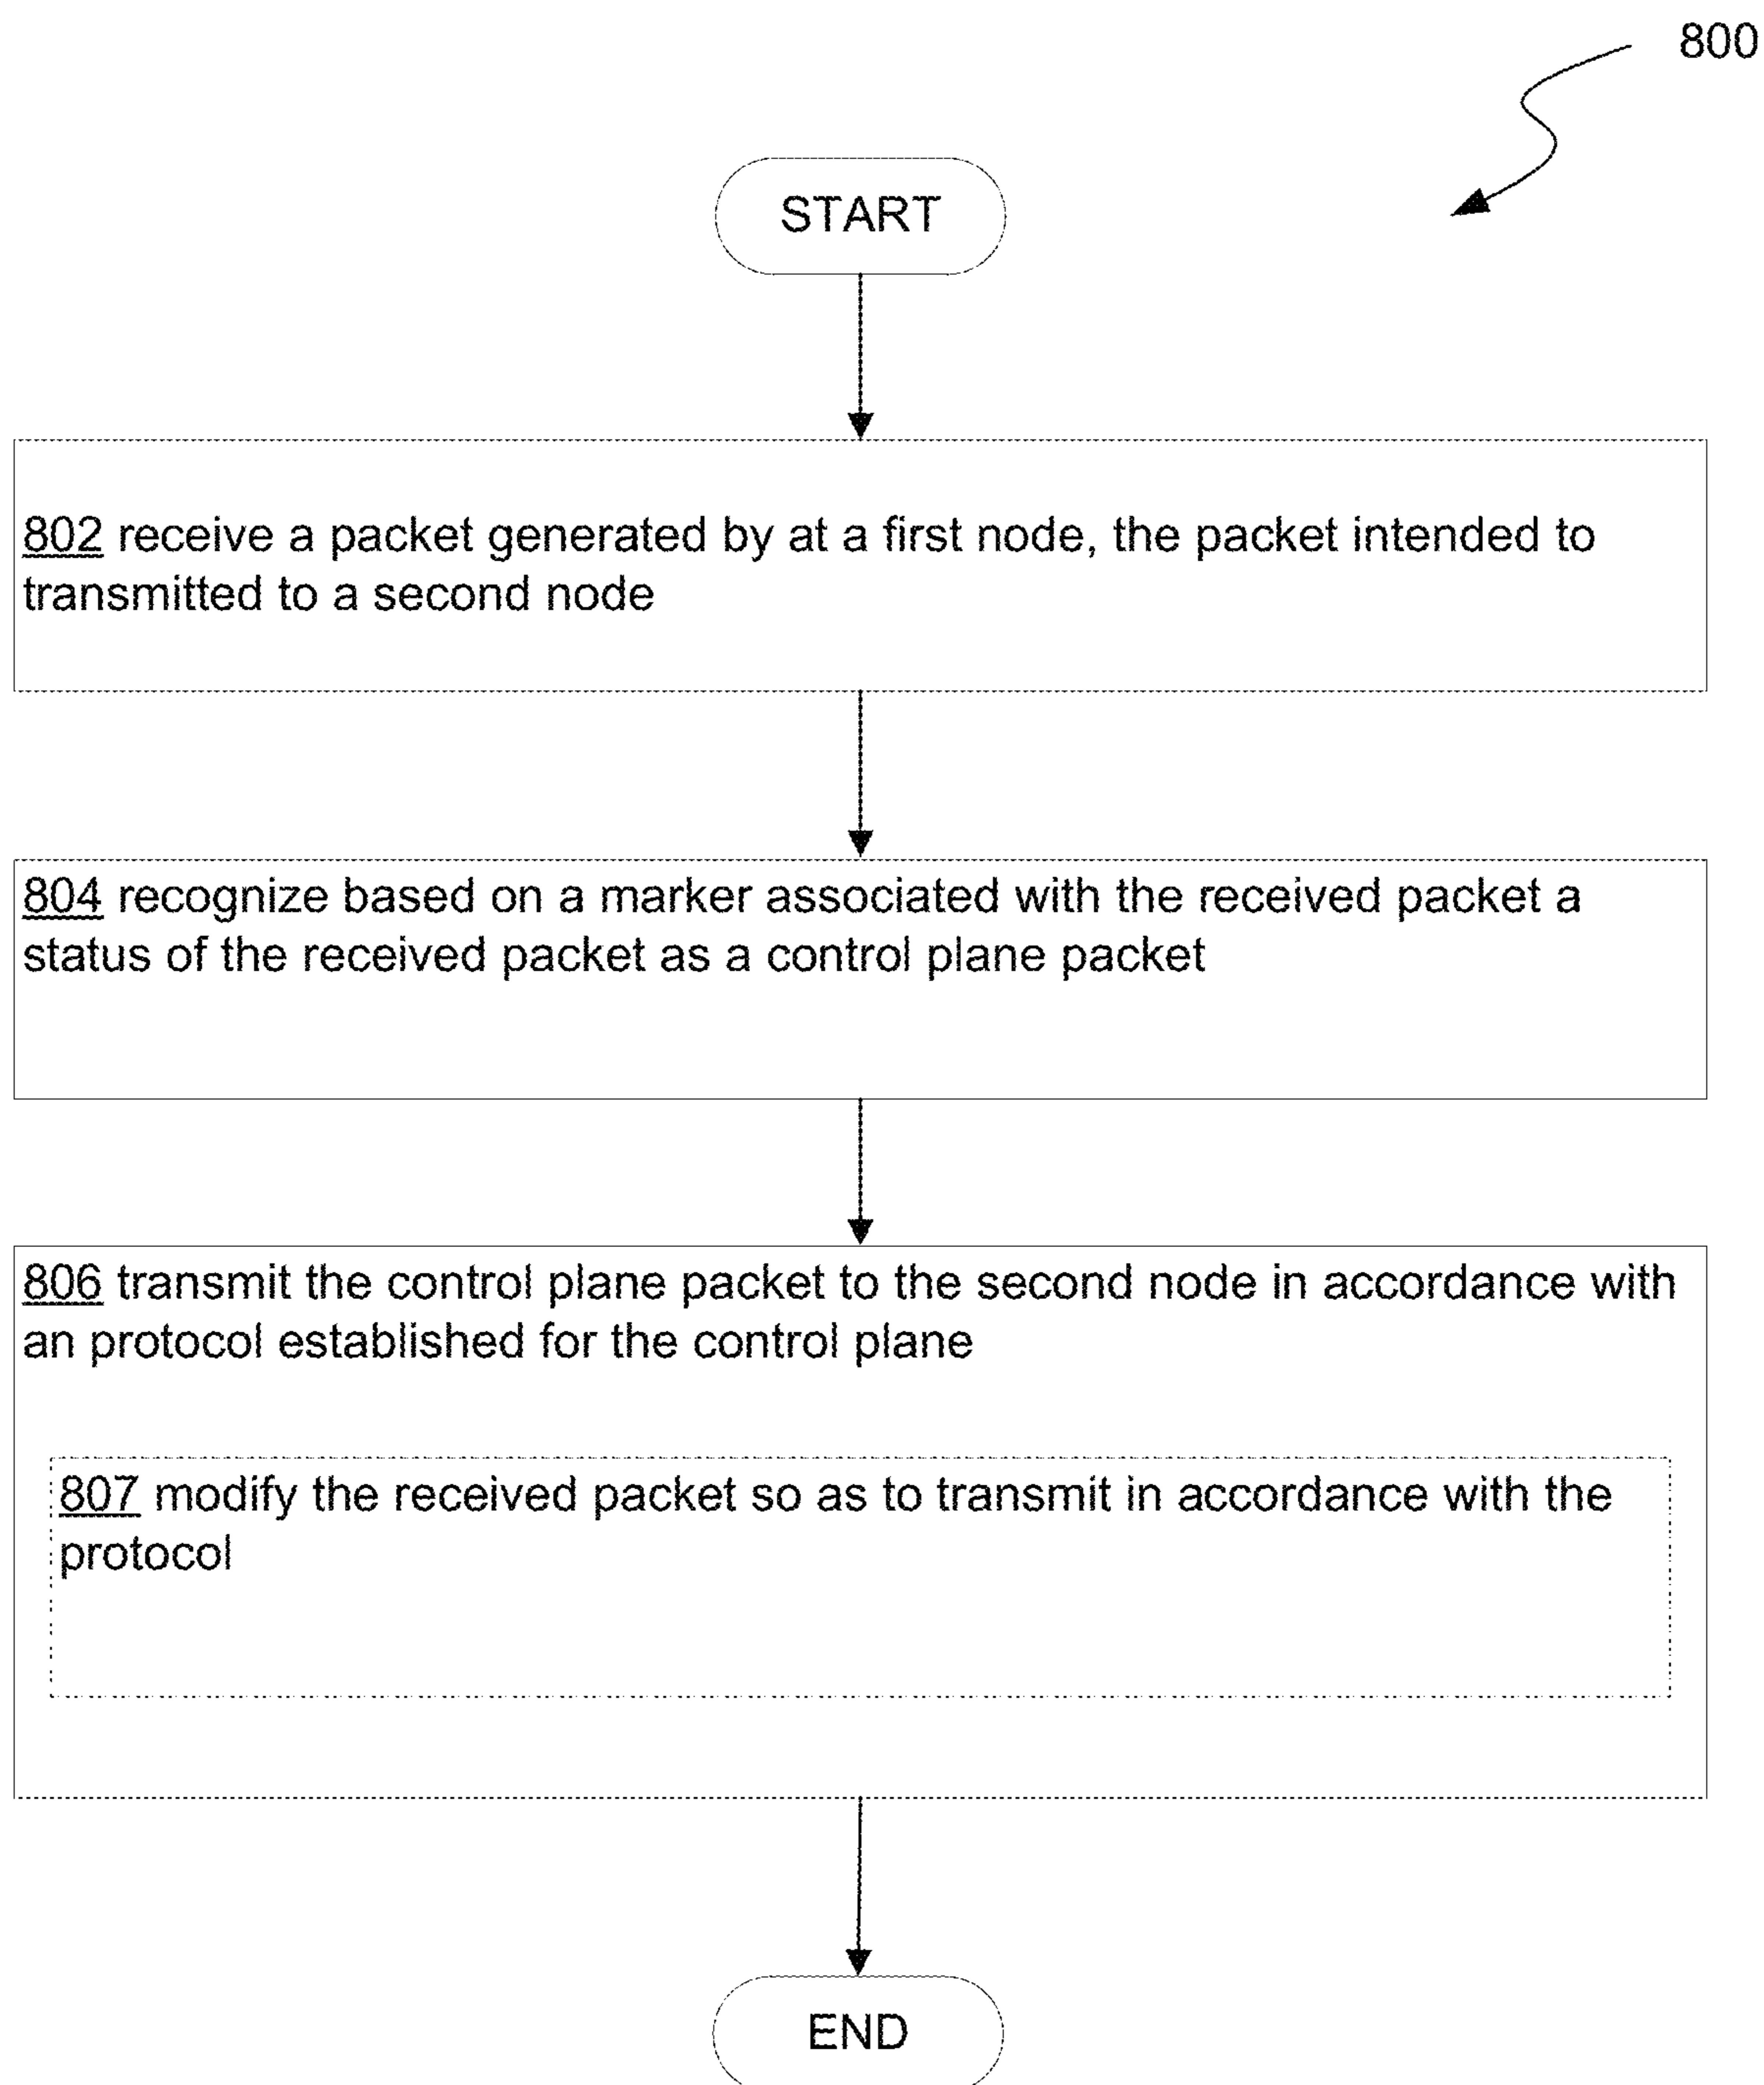 800
START
802 receive a packet generated by at a first node, the packet intended to
transmitted to a second node
804 recognize based on a marker associated with the received packet a
status of the received packet as a control plane packet
806 transmit the control plane packet to the second node in accordance with
an protocol established for the control plane
807 modify the received packet so as to transmit in accordance with the
protocol
END